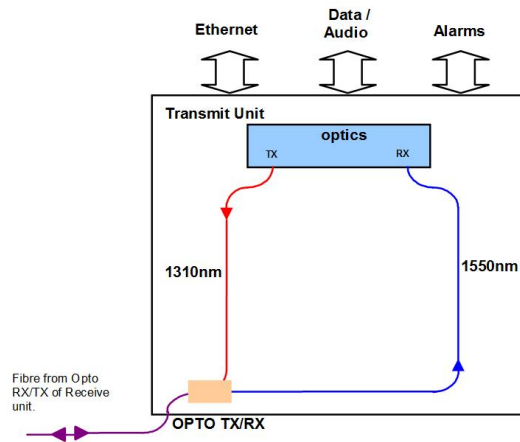 Ethernet
Data /
Audio
Alarms
Transmit Unit
optics
TX
RX
1310nm
1550nm
Fibre from Opto
RX/TX of Receive
unit.
OPTO TX/RX